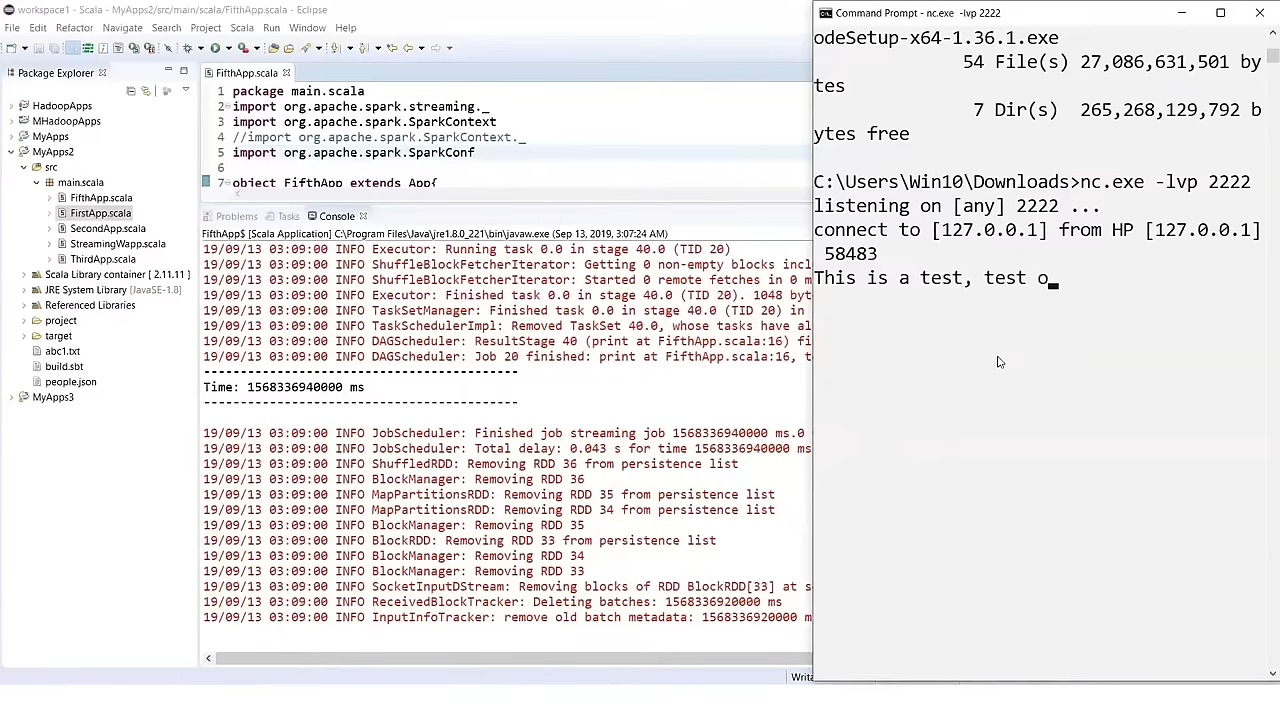 workspace1 - Scala - MyApps2/src/main/scala/FifthApp.scala - Eclipse
File Edit Refactor Navigate Search Project Scala Run Window Help
Package Explorer
HadoopApps
MHadoopApps
MyApps
MyApps2
src
main.scala
FifthApp.scala
FirstApp.scala
SecondApp.scala
StreamingWapp.scala
ThirdApp.scala
Scala Library container [ 2.11.11 ]
JRE System Library [JavaSE-1.8]
Referenced Libraries
project
target
abc1.txt
build.sbt
people.json
MyApps3
FifthApp.scala
1 package main.scala
2 import org.apache.spark.streaming._
3 import org.apache.spark.SparkContext
4 //import org.apache.spark.SparkContext._
5 import org.apache.spark.SparkConf
6
7 object FifthApp extends App{
Problems Tasks Console
FifthApp$ [Scala Application] C:\Program Files\Java\jre1.8.0_221\bin\javaw.exe (Sep 13, 2019, 3:07:24 AM)
19/09/13 03:09:00 INFO Executor: Running task 0.0 in stage 40.0 (TID 20)
19/09/13 03:09:00 INFO ShuffleBlockFetcherIterator: Getting 0 non-empty blocks incl
19/09/13 03:09:00 INFO ShuffleBlockFetcherIterator: Started 0 remote fetches in 0 m
19/09/13 03:09:00 INFO Executor: Finished task 0.0 in stage 40.0 (TID 20). 1048 byt
19/09/13 03:09:00 INFO TaskSetManager: Finished task 0.0 in stage 40.0 (TID 20) in
19/09/13 03:09:00 INFO TaskSchedulerImpl: Removed TaskSet 40.0, whose tasks have al
19/09/13 03:09:00 INFO DAGScheduler: ResultStage 40 (print at FifthApp.scala:16) fi
19/09/13 03:09:00 INFO DAGScheduler: Job 20 finished: print at FifthApp.scala:16, t
-------------------------------------------
Time: 1568336940000 ms
-------------------------------------------
19/09/13 03:09:00 INFO JobScheduler: Finished job streaming job 1568336940000 ms.0
19/09/13 03:09:00 INFO JobScheduler: Total delay: 0.043 s for time 1568336940000 ms
19/09/13 03:09:00 INFO ShuffledRDD: Removing RDD 36 from persistence list
19/09/13 03:09:00 INFO BlockManager: Removing RDD 36
19/09/13 03:09:00 INFO MapPartitionsRDD: Removing RDD 35 from persistence list
19/09/13 03:09:00 INFO MapPartitionsRDD: Removing RDD 34 from persistence list
19/09/13 03:09:00 INFO BlockManager: Removing RDD 35
19/09/13 03:09:00 INFO BlockRDD: Removing RDD 33 from persistence list
19/09/13 03:09:00 INFO BlockManager: Removing RDD 34
19/09/13 03:09:00 INFO BlockManager: Removing RDD 33
19/09/13 03:09:00 INFO SocketInputDStream: Removing blocks of RDD BlockRDD[33] at s
19/09/13 03:09:00 INFO ReceivedBlockTracker: Deleting batches: 1568336920000 ms
19/09/13 03:09:00 INFO InputInfoTracker: remove old batch metadata: 1568336920000 m
Writa
Command Prompt - nc.exe -lvp 2222
odeSetup-x64-1.36.1.exe
54 File(s) 27,086,631,501 by
tes
7 Dir(s) 265,268,129,792 b
ytes free
C:\Users\Win10\Downloads>nc.exe -lvp 2222
listening on [any] 2222 ...
connect to [127.0.0.1] from HP [127.0.0.1]
58483
This is a test, test o